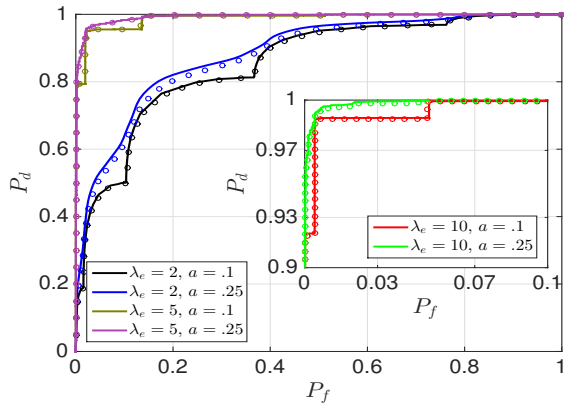 1
0.8
0.6
0.4
0.2
0
P_d
0
0.2
0.4
0.6
0.8
1
P_f
λ_e = 2, a = .1
λ_e = 2, a = .25
λ_e = 5, a = .1
λ_e = 5, a = .25
1
0.97
0.93
0.9
P_d
0
0.03
0.07
0.1
P_f
λ_e = 10, a = .1
λ_e = 10, a = .25